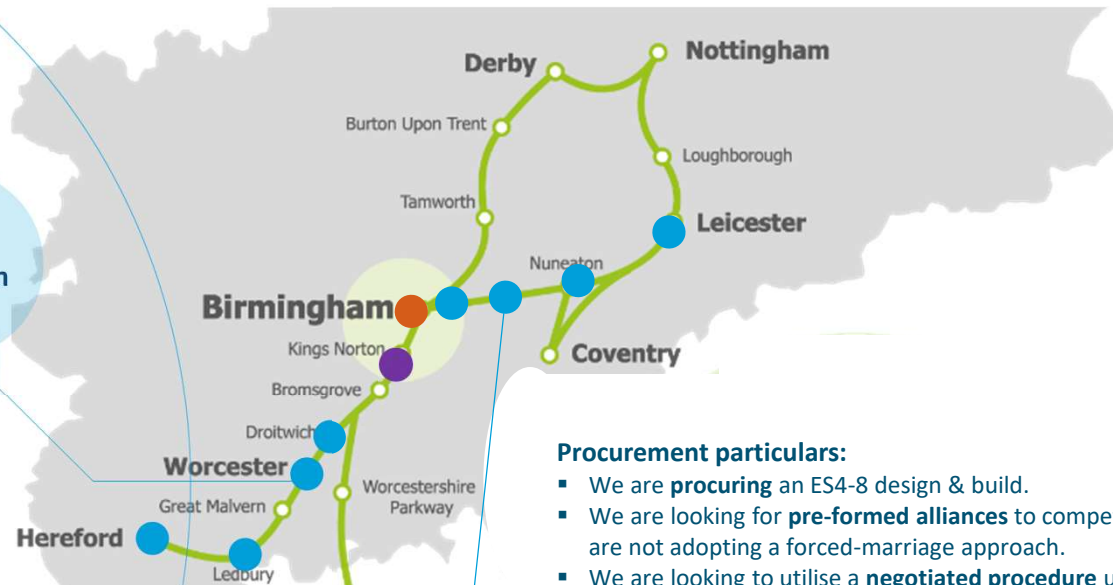 Nottingham
Derby
Burton Upon Trent
Loughborough
Tamworth
Leicester
Nuneaton
Birmingham
Kings Norton
Coventry
Bromsgrove
Droitwich
Worcester
Worcestershire
Parkway
Great Malvern
Hereford
Ledbury
Procurement particulars:
▪ We are procuring an ES4-8 design & build.
▪ We are looking for pre-formed alliances to compe
are not adopting a forced-marriage approach.
▪ We are looking to utilise a negotiated procedure u